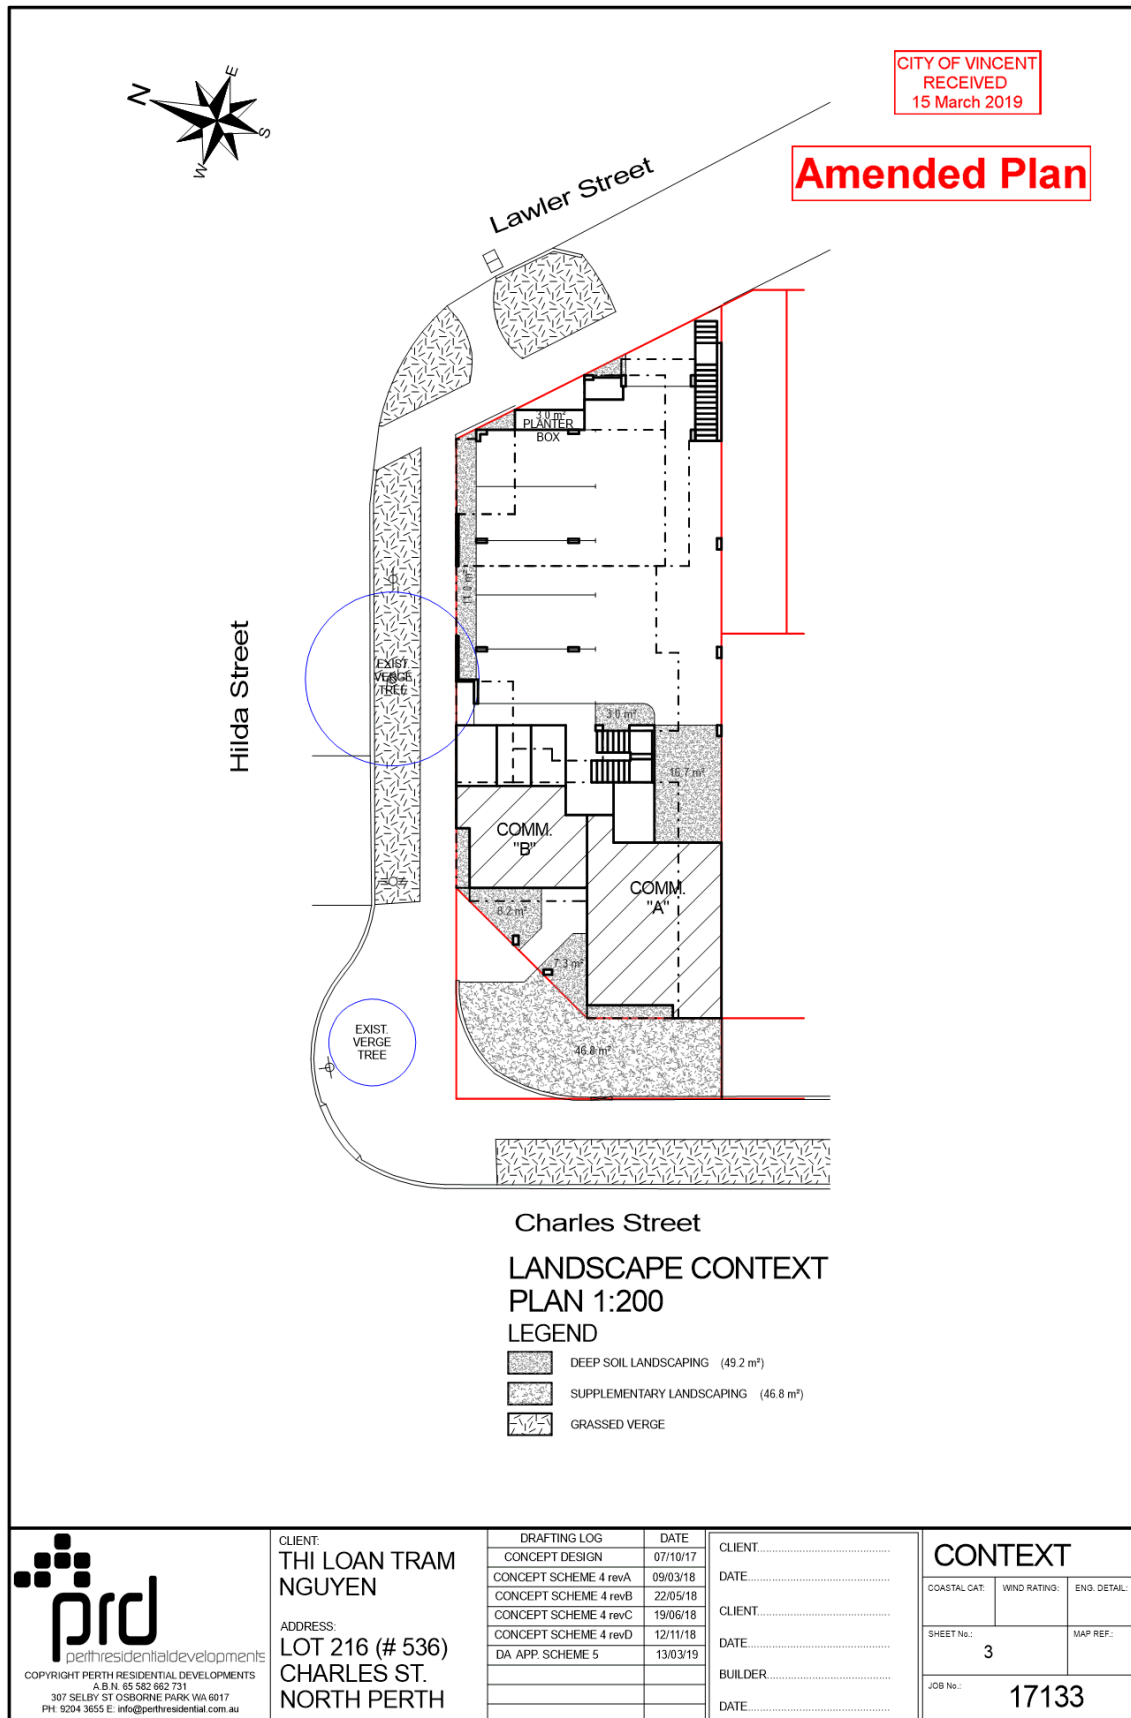 CITY OF VINCENT
RECEIVED
15 March 2019
Amended Plan
N
E
S
W
Lawler Street
3.0 m²
PLANTER
BOX
11.0 m²
Hilda Street
EXIST.
VERGE
TREE
3.0 m²
16.7 m²
COMM.
"B"
COMM.
"A"
8.2 m²
7.3 m²
46.8 m²
EXIST.
VERGE
TREE
Charles Street
LANDSCAPE CONTEXT
PLAN 1:200
LEGEND
DEEP SOIL LANDSCAPING (49.2 m²)
SUPPLEMENTARY LANDSCAPING (46.8 m²)
GRASSED VERGE
prd
perthresidentialdevelopments
COPYRIGHT PERTH RESIDENTIAL DEVELOPMENTS
A.B.N. 65 582 662 731
307 SELBY ST OSBORNE PARK WA 6017
PH: 9204 3655 E: info@perthresidential.com.au
CLIENT:
THI LOAN TRAM
NGUYEN
ADDRESS:
LOT 216 (# 536)
CHARLES ST.
NORTH PERTH
DRAFTING LOG DATE
CONCEPT DESIGN 07/10/17
CONCEPT SCHEME 4 revA 09/03/18
CONCEPT SCHEME 4 revB 22/05/18
CONCEPT SCHEME 4 revC 19/06/18
CONCEPT SCHEME 4 revD 12/11/18
DA APP. SCHEME 5 13/03/19
CLIENT
DATE
CLIENT
DATE
BUILDER
DATE
CONTEXT
COASTAL CAT: WIND RATING: ENG. DETAIL:
SHEET No.: MAP REF.:
3
JOB No.:
17133